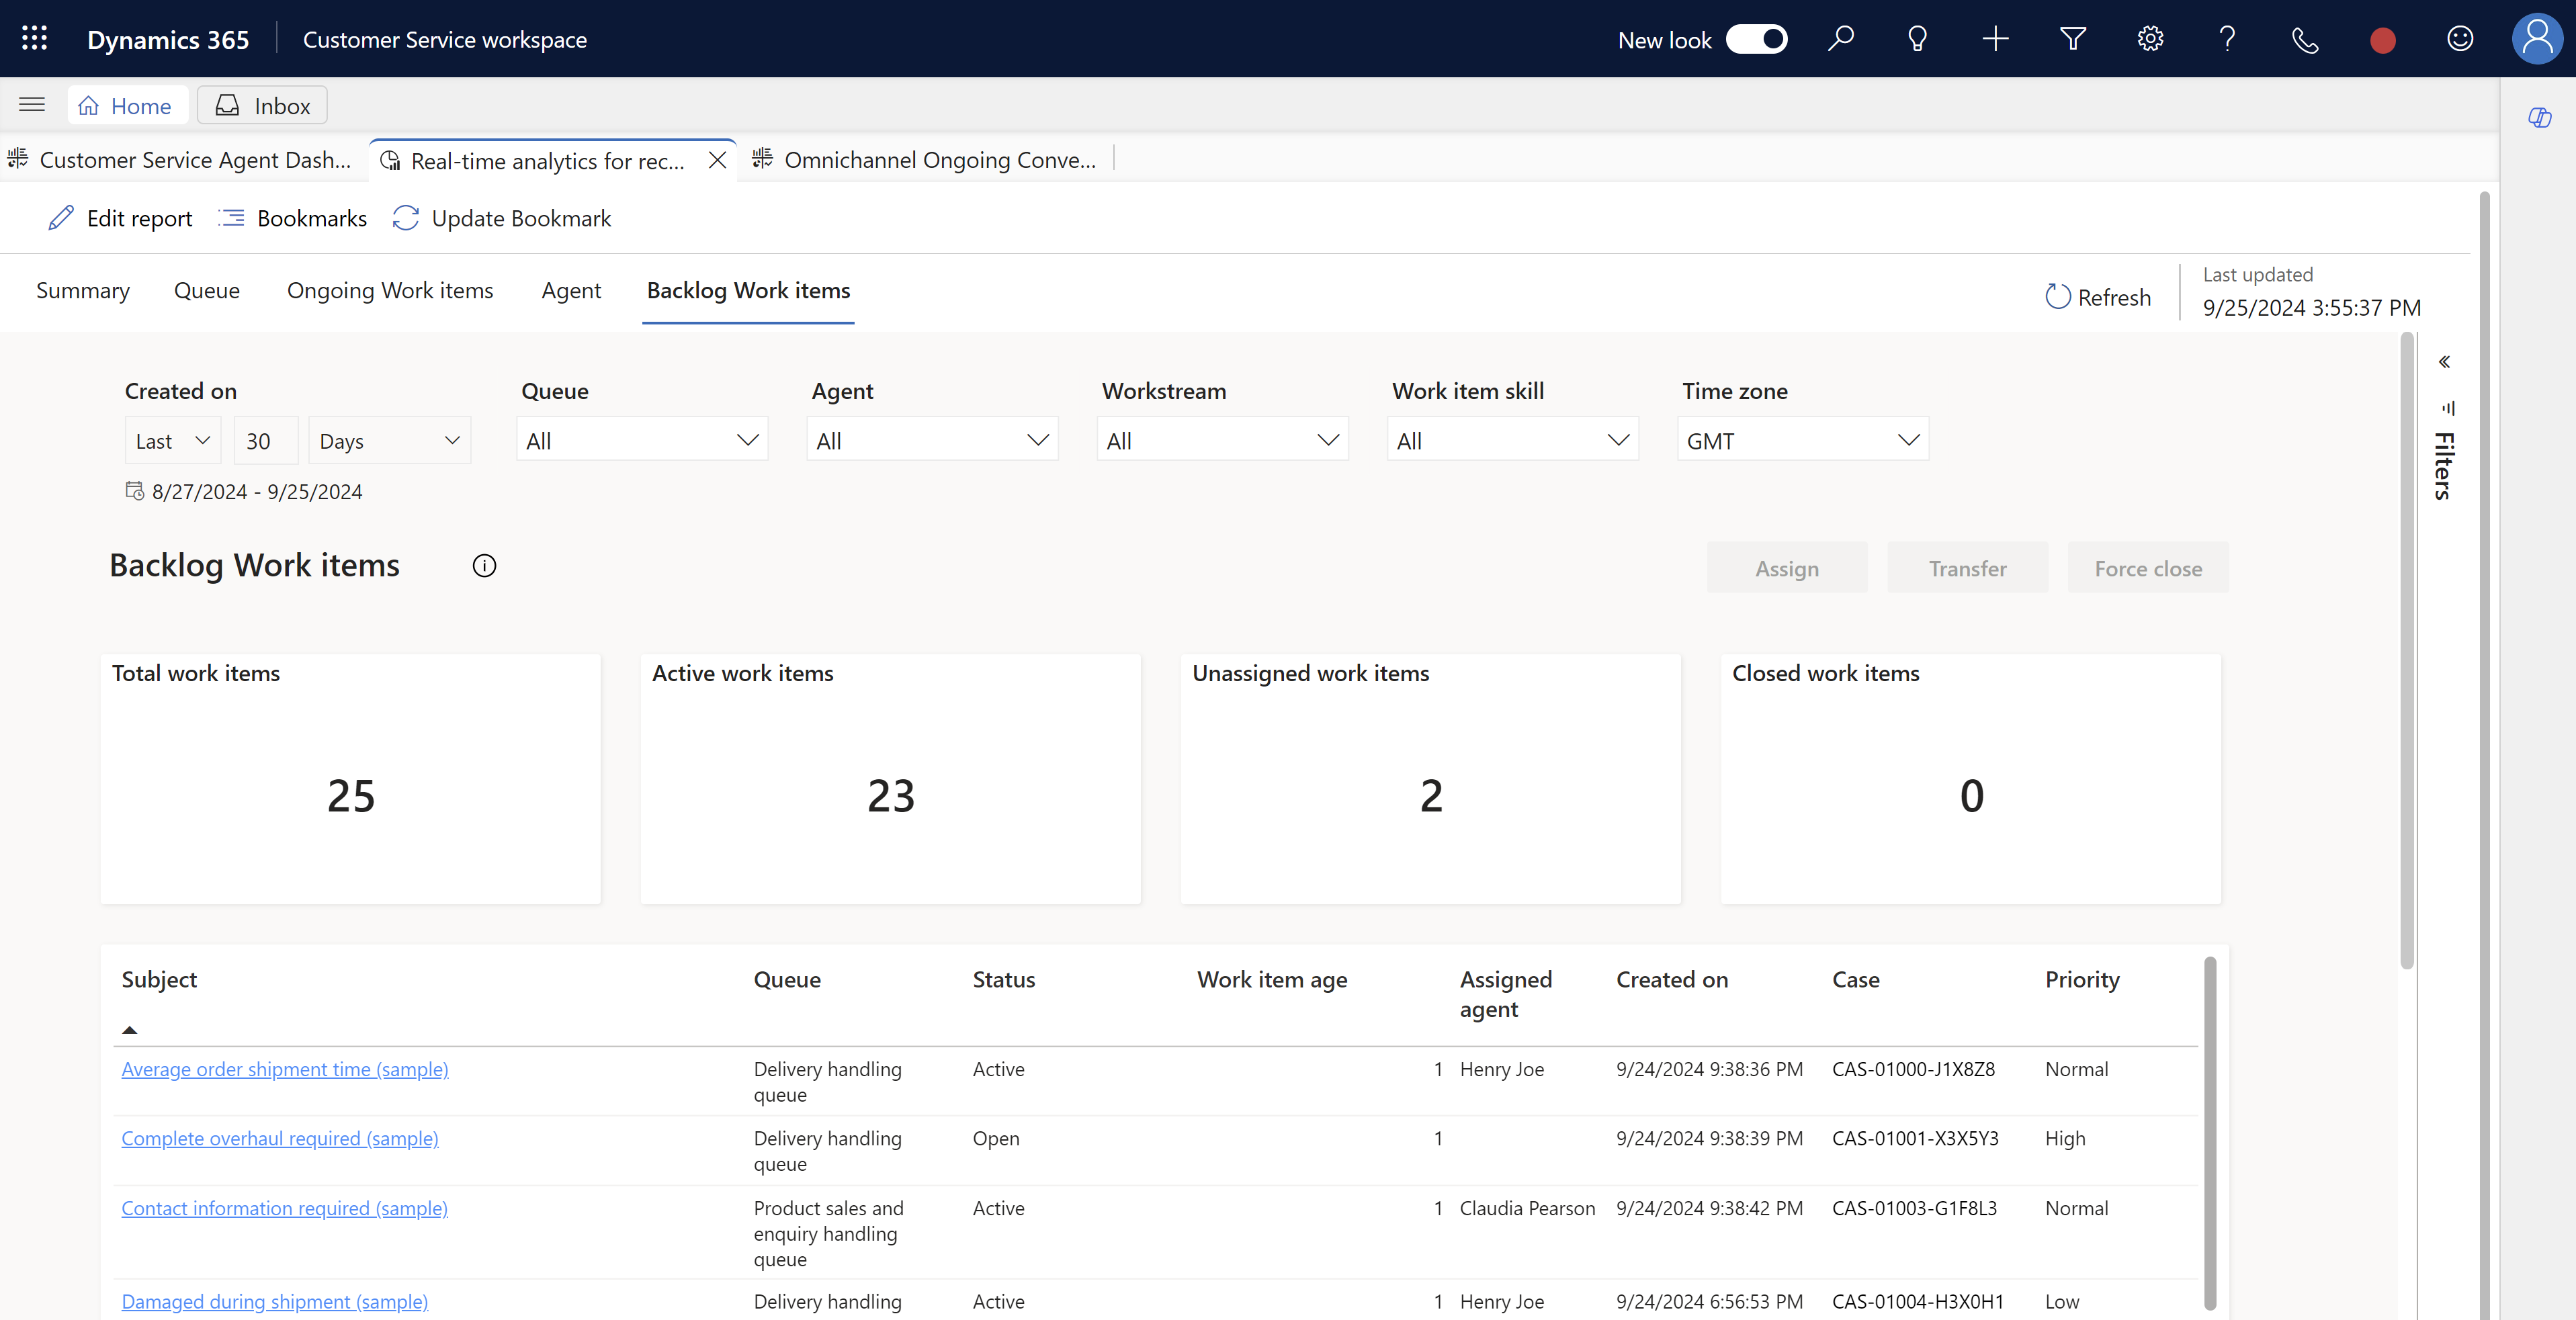 Dynamics 365
Customer Service workspace
New look
Home
Inbox
Customer Service Agent Dash...
Real-time analytics for rec...
Omnichannel Ongoing Conve...
Edit report
Bookmarks
Update Bookmark
Summary
Queue
Ongoing Work items
Agent
Backlog Work items
Refresh
Last updated
9/25/2024 3:55:37 PM
Created on
Queue
Agent
Workstream
Work item skill
Time zone
Last
30
Days
All
All
All
All
GMT
8/27/2024 - 9/25/2024
Filters
Backlog Work items
Assign
Transfer
Force close
Total work items
Active work items
Unassigned work items
Closed work items
25
23
2
0
Subject
Queue
Status
Work item age
Assigned
agent
Created on
Case
Priority
Average order shipment time (sample)
Delivery handling
queue
Active
1
Henry Joe
9/24/2024 9:38:36 PM
CAS-01000-J1X8Z8
Normal
Complete overhaul required (sample)
Delivery handling
queue
Open
1
9/24/2024 9:38:39 PM
CAS-01001-X3X5Y3
High
Contact information required (sample)
Product sales and
enquiry handling
queue
Active
1
Claudia Pearson
9/24/2024 9:38:42 PM
CAS-01003-G1F8L3
Normal
Damaged during shipment (sample)
Delivery handling
Active
1
Henry Joe
9/24/2024 6:56:53 PM
CAS-01004-H3X0H1
Low